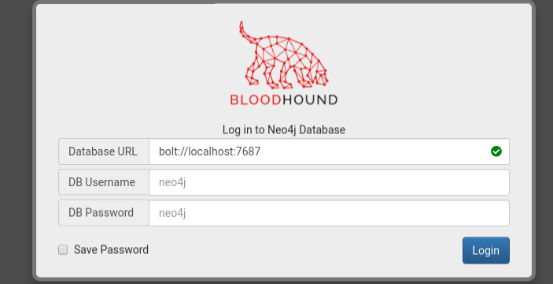 BLOODHOUND
Log in to Neo4j Database
Database URL bolt://localhost:7687
DB Username neo4j
DB Password neo4j
Save Password Login